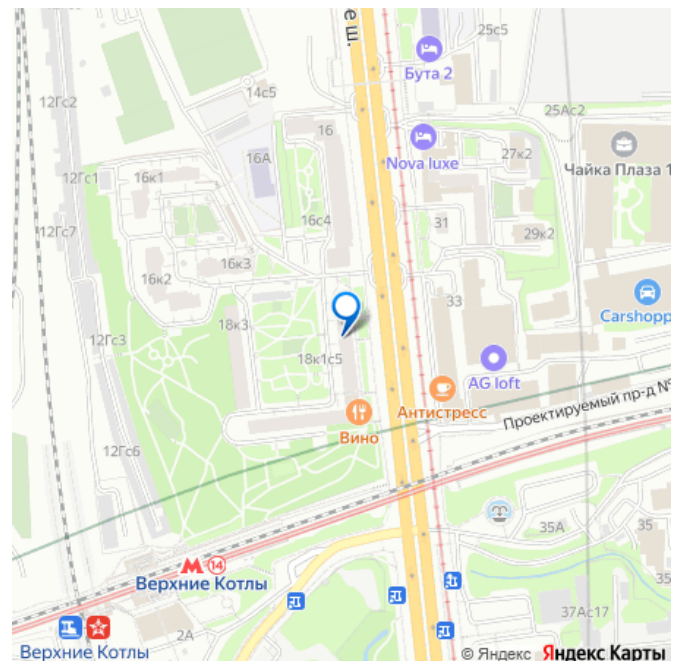 е ш.
25с5
Бута 2
12Гс2
14с5
25Ас2
16
Nova luxe
27к2
Чайка Плаза 1
16А
12Гс1
16к1
16с4
31
12Гс7
29к2
16к3
16к2
33
Carshopp
18к3
12Гс3
18к1с5
AG loft
Антистресс
Проектируемый пр-д №
Вино
12Гс6
35А
35
М 14
Верхние Котлы
35
37Ас17
2А
Верхние Котлы
© Яндекс Яндекс Карты